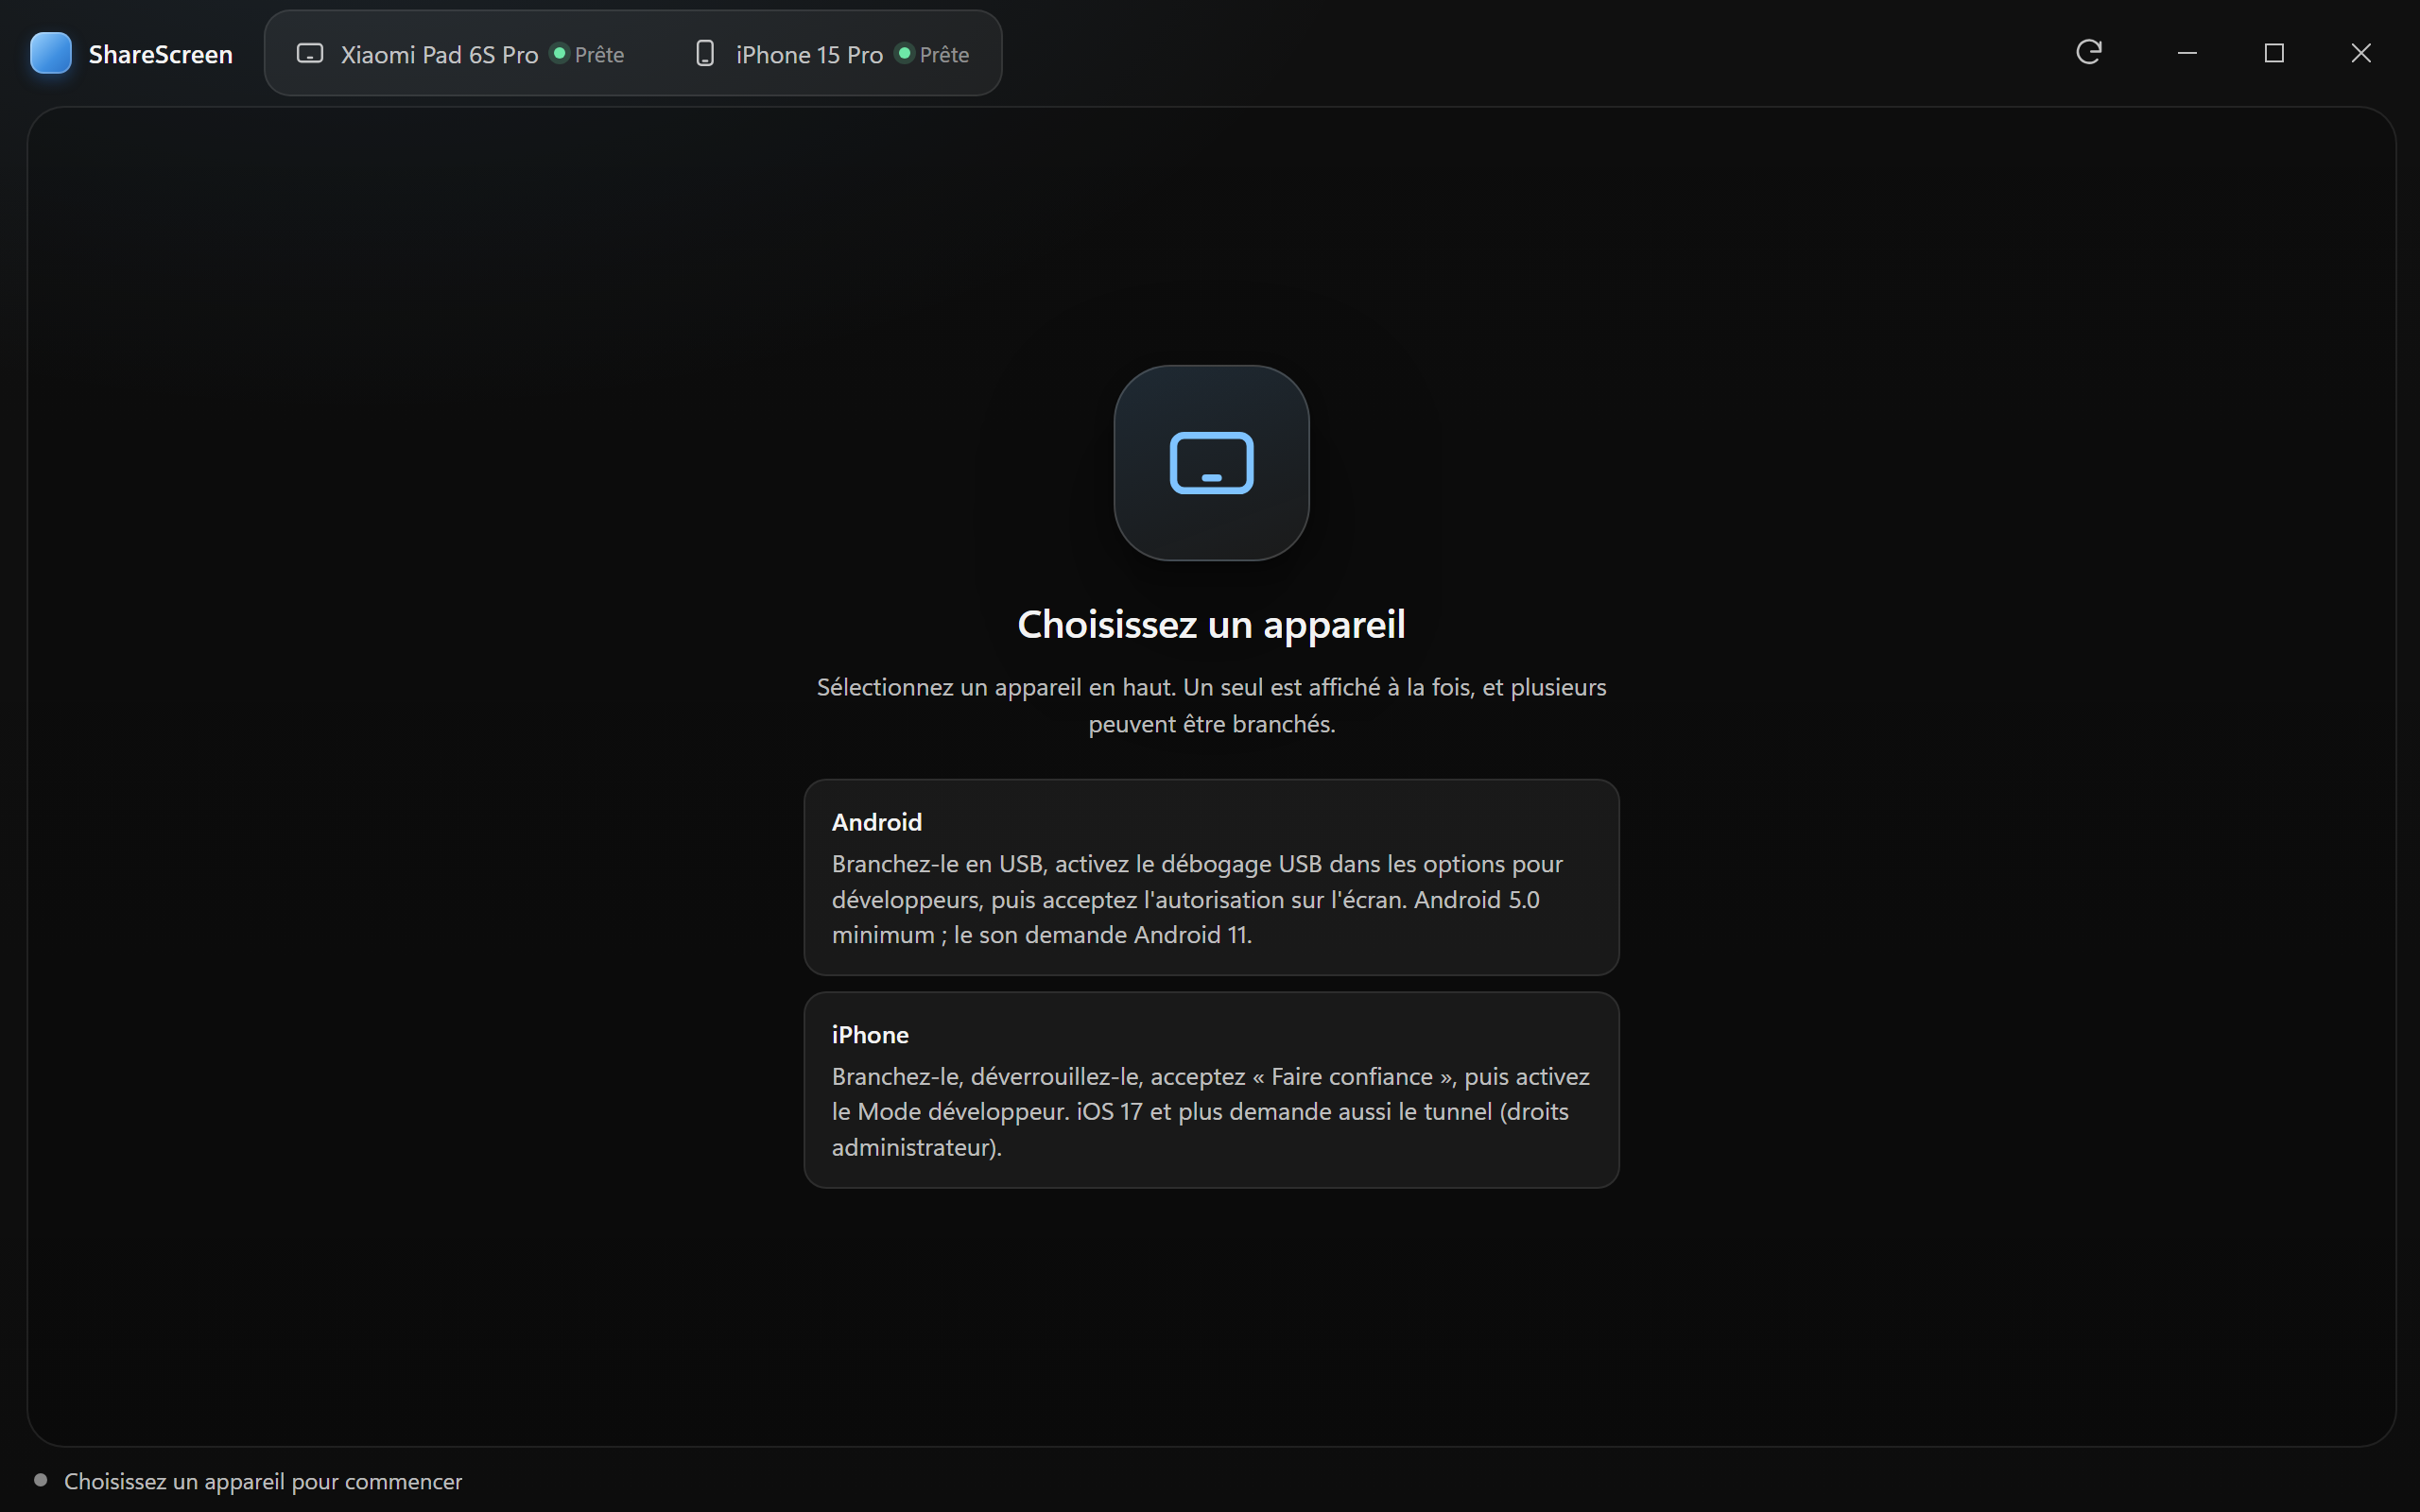 ShareScreen
Xiaomi Pad 6S Pro Prête
iPhone 15 Pro Prête
Choisissez un appareil
Sélectionnez un appareil en haut. Un seul est affiché à la fois, et plusieurs
peuvent être branchés.
Android
Branchez-le en USB, activez le débogage USB dans les options pour
développeurs, puis acceptez l'autorisation sur l'écran. Android 5.0
minimum ; le son demande Android 11.
iPhone
Branchez-le, déverrouillez-le, acceptez « Faire confiance », puis activez
le Mode développeur. iOS 17 et plus demande aussi le tunnel (droits
administrateur).
Choisissez un appareil pour commencer